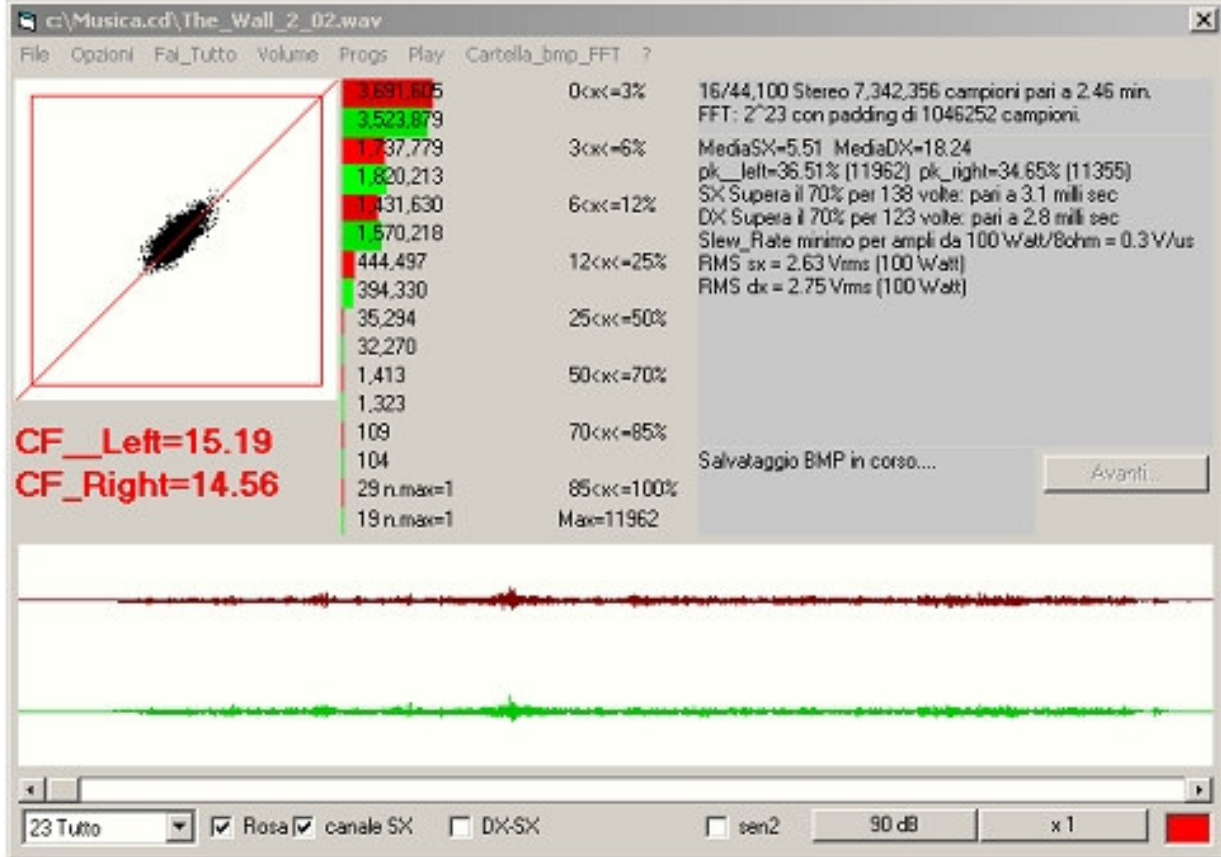 c:\Musica.cd\The_Wall_2_02.wav
File Opzioni Fai_Tutto Volume Progs Play Cartella_bmp_FFT ?
3,691,605 0<x<=3%
3,523,879
1,737,779 3<x<=6%
1,820,213
1,431,630 6<x<=12%
1,570,218
444,497 12<x<=25%
394,330
35,294 25<x<=50%
32,270
1,413 50<x<=70%
1,323
109 70<x<=85%
104
29 n.max=1 85<x<=100%
19 n.max=1 Max=11962
16/44,100 Stereo 7,342,356 campioni pari a 2.46 min.
FFT: 2^23 con padding di 1046252 campioni.
MediaSX=5.51 MediaDX=18.24
pk__left=36.51% (11962) pk_right=34.65% (11355)
SX Supera il 70% per 138 volte: pari a 3.1 milli sec
DX Supera il 70% per 123 volte: pari a 2.8 milli sec
Slew_Rate minimo per ampli da 100 Watt/8ohm = 0.3 V/us
RMS sx = 2.63 Vrms (100 Watt)
RMS dx = 2.75 Vrms (100 Watt)
CF__Left=15.19
CF_Right=14.56
Salvataggio BMP in corso....
Avanti...
23 Tutto Rosa canale SX DX-SX sen2 90 dB x 1